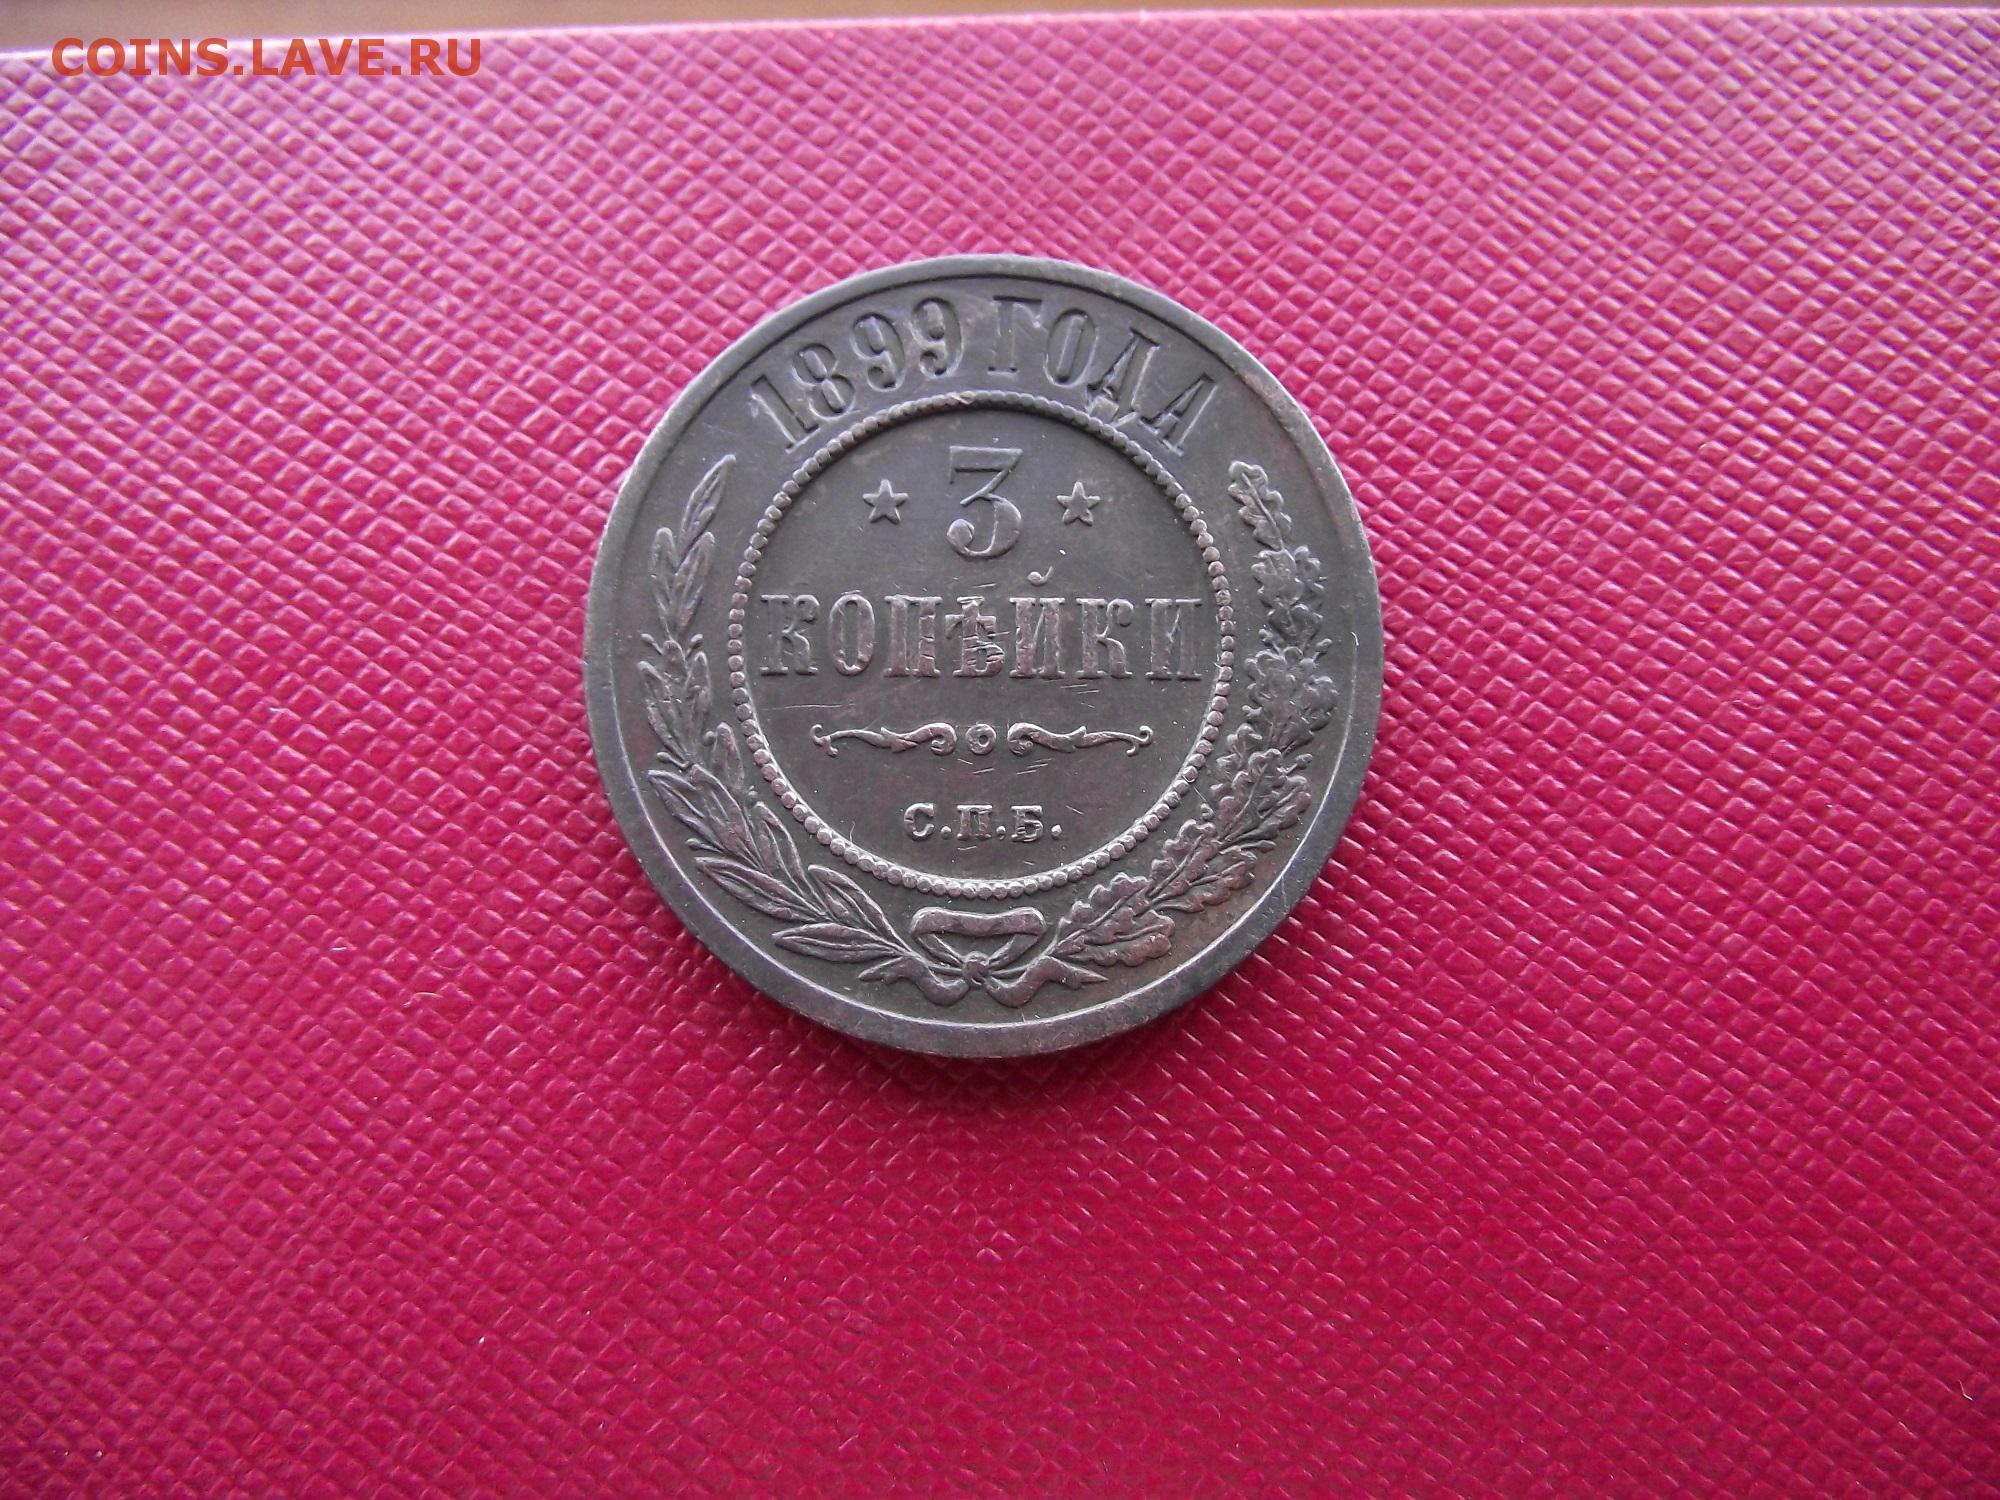 COINS.LAVE.RU
1899 ГОДА
3
КОПѢЙКИ
С.П.Б.